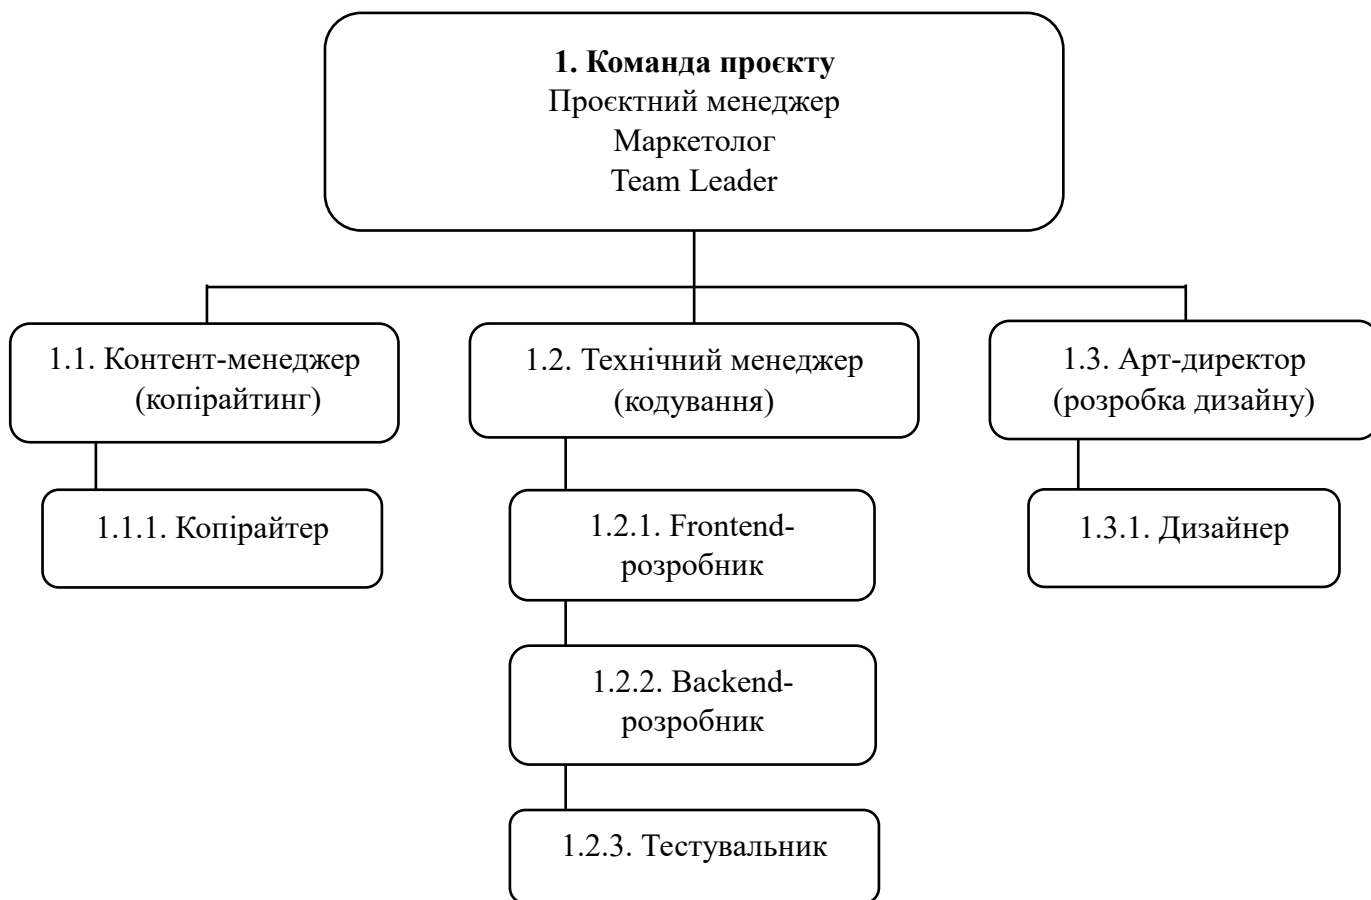 1. Команда проєкту
Проєктний менеджер
Маркетолог
Team Leader
1.1. Контент-менеджер
(копірайтинг)
1.2. Технічний менеджер
(кодування)
1.3. Арт-директор
(розробка дизайну)
1.1.1. Копірайтер
1.2.1. Frontend-
розробник
1.3.1. Дизайнер
1.2.2. Backend-
розробник
1.2.3. Тестувальник